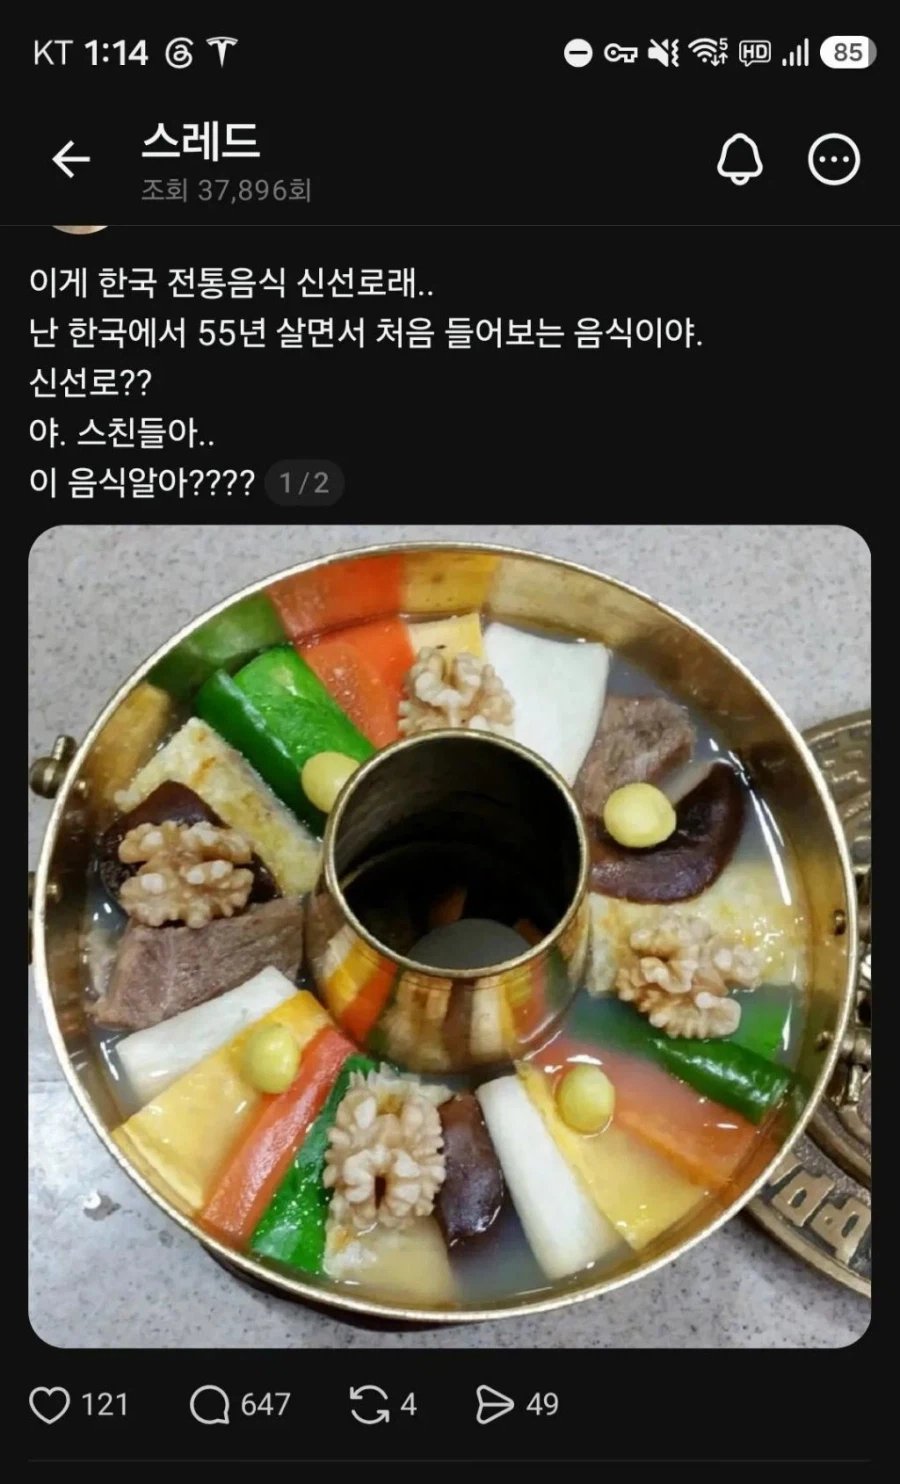 KT 1:14
5 HD 85
스레드
조회 37,896회
이게 한국 전통음식 신선로래..
난 한국에서 55년 살면서 처음 들어보는 음식이야.
신선로??
야. 스친들아..
이 음식알아???? 1/2
121 647 4 49